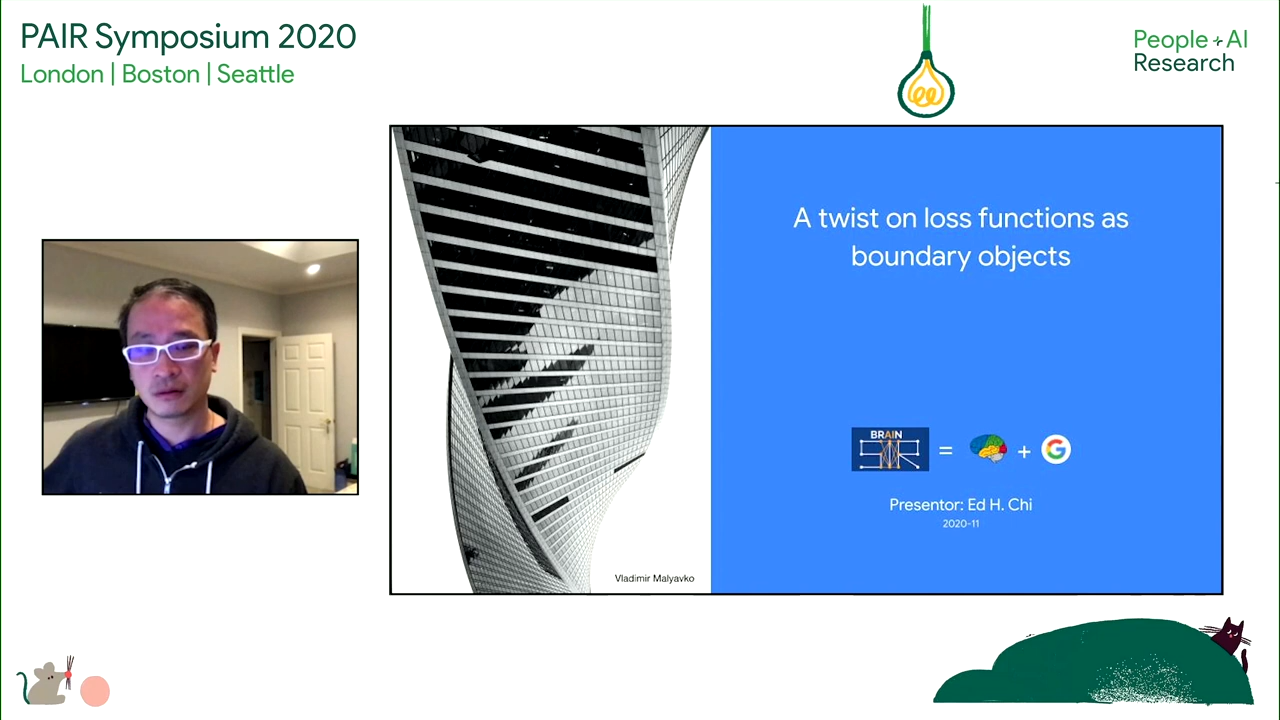 PAIR Symposium 2020
London | Boston | Seattle
People + AI
Research
A twist on loss functions as
boundary objects
BRAIN
=
+
G
Presentor: Ed H. Chi
2020-11
Vladimir Malyavko